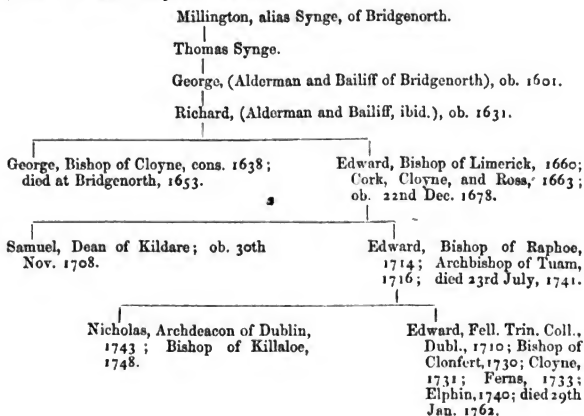 Millington, alias Synge, of Bridgenorth.
Thomas Synge.
George, (Alderman and Bailiff of Bridgenorth), ob. 1601.
Richard, (Alderman and Bailiff, ibid.), ob. 1631.
George, Bishop of Cloyne, cons. 1638;
died at Bridgenorth, 1653.
Edward, Bishop of Limerick, 1660;
Cork, Cloyne, and Ross, 1663;
ob. 22nd Dec. 1678.
Samuel, Dean of Kildare; ob. 30th
Nov. 1708.
Edward, Bishop of Raphoe,
1714; Archbishop of Tuam,
1716; died 23rd July, 1741.
Nicholas, Archdeacon of Dublin,
1743; Bishop of Killaloe,
1748.
Edward, Fell. Trin. Coll.,
Dubl., 1710; Bishop of
Clonfert, 1730; Cloyne,
1731; Ferns, 1733;
Elphin, 1740; died 29th
Jan. 1762.